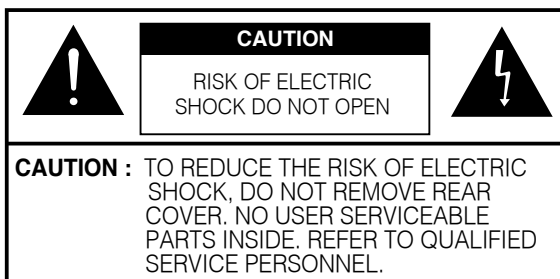 CAUTION
RISK OF ELECTRIC
SHOCK DO NOT OPEN
CAUTION : TO REDUCE THE RISK OF ELECTRIC
SHOCK, DO NOT REMOVE REAR
COVER. NO USER SERVICEABLE
PARTS INSIDE. REFER TO QUALIFIED
SERVICE PERSONNEL.